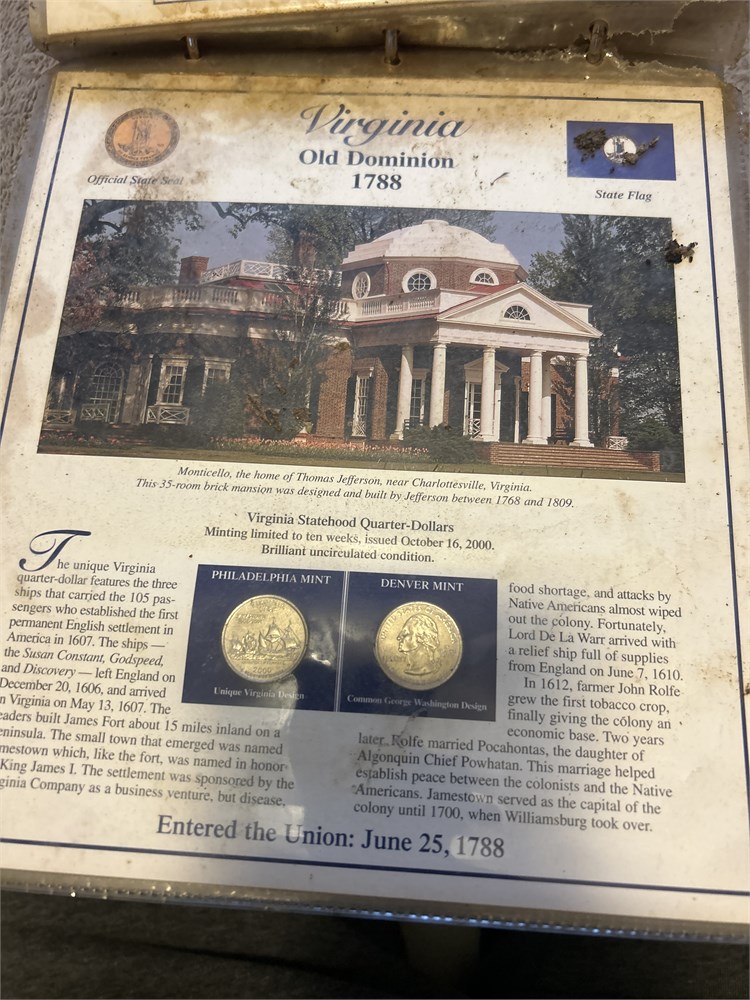 Virginia
Old Dominion
1788
Official State Seal
State Flag
Monticello, the home of Thomas Jefferson, near Charlottesville, Virginia.
This 35-room brick mansion was designed and built by Jefferson between 1768 and 1809.
Virginia Statehood Quarter-Dollars
Minting limited to ten weeks, issued October 16, 2000.
Brilliant uncirculated condition.
The unique Virginia
quarter-dollar features the three
ships that carried the 105 pas-
sengers who established the first
permanent English settlement in
America in 1607. The ships —
the Susan Constant, Godspeed,
and Discovery — left England on
December 20, 1606, and arrived
n Virginia on May 13, 1607. The
eaders built James Fort about 15 miles inland on a
eninsula. The small town that emerged was named
mestown which, like the fort, was named in honor
King James I. The settlement was sponsored by the
ginia Company as a business venture, but disease,
PHILADELPHIA MINT
Unique Virginia Design
DENVER MINT
Common George Washington Design
food shortage, and attacks by
Native Americans almost wiped
out the colony. Fortunately,
Lord De La Warr arrived with
a relief ship full of supplies
from England on June 7, 1610.
In 1612, farmer John Rolfe
grew the first tobacco crop,
finally giving the colony an
economic base. Two years
later, Rolfe married Pocahontas, the daughter of
Algonquin Chief Powhatan. This marriage helped
establish peace between the colonists and the Native
Americans. Jamestown served as the capital of the
colony until 1700, when Williamsburg took over.
Entered the Union: June 25, 1788